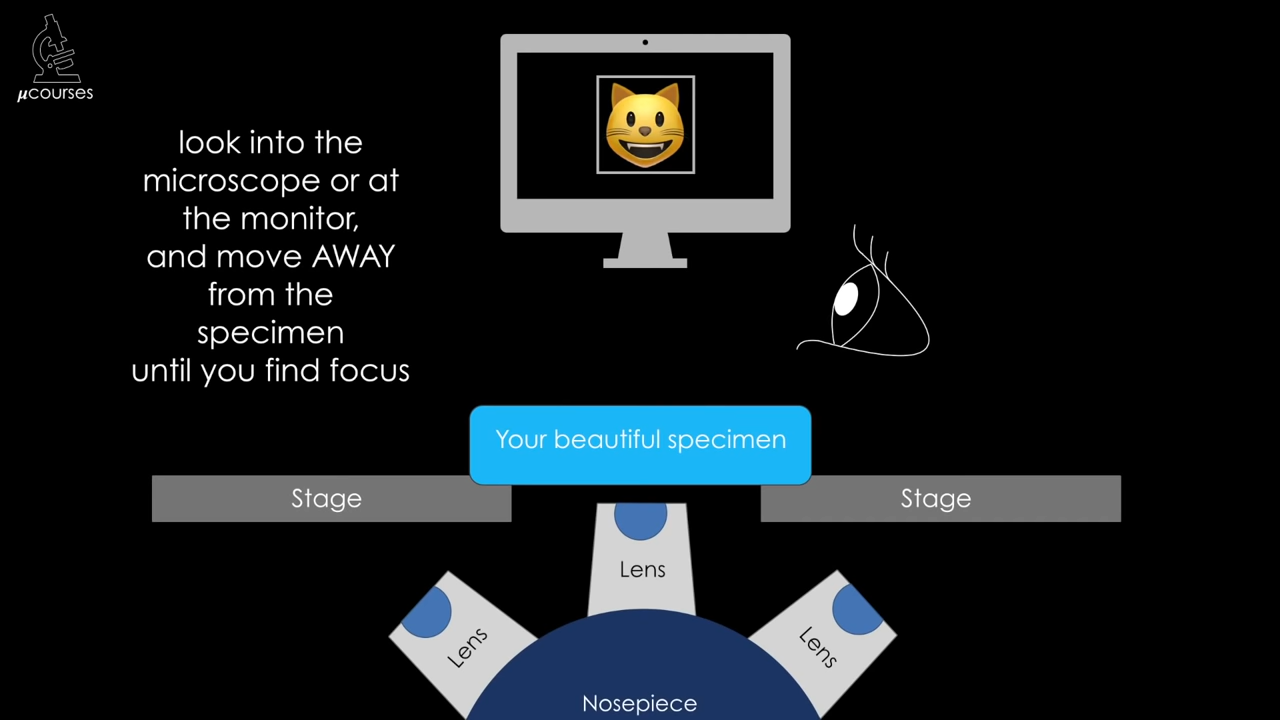 µcourses
look into the
microscope or at
the monitor,
and move AWAY
from the
specimen
until you find focus
Your beautiful specimen
Stage
Stage
Lens
Lens
Lens
Nosepiece